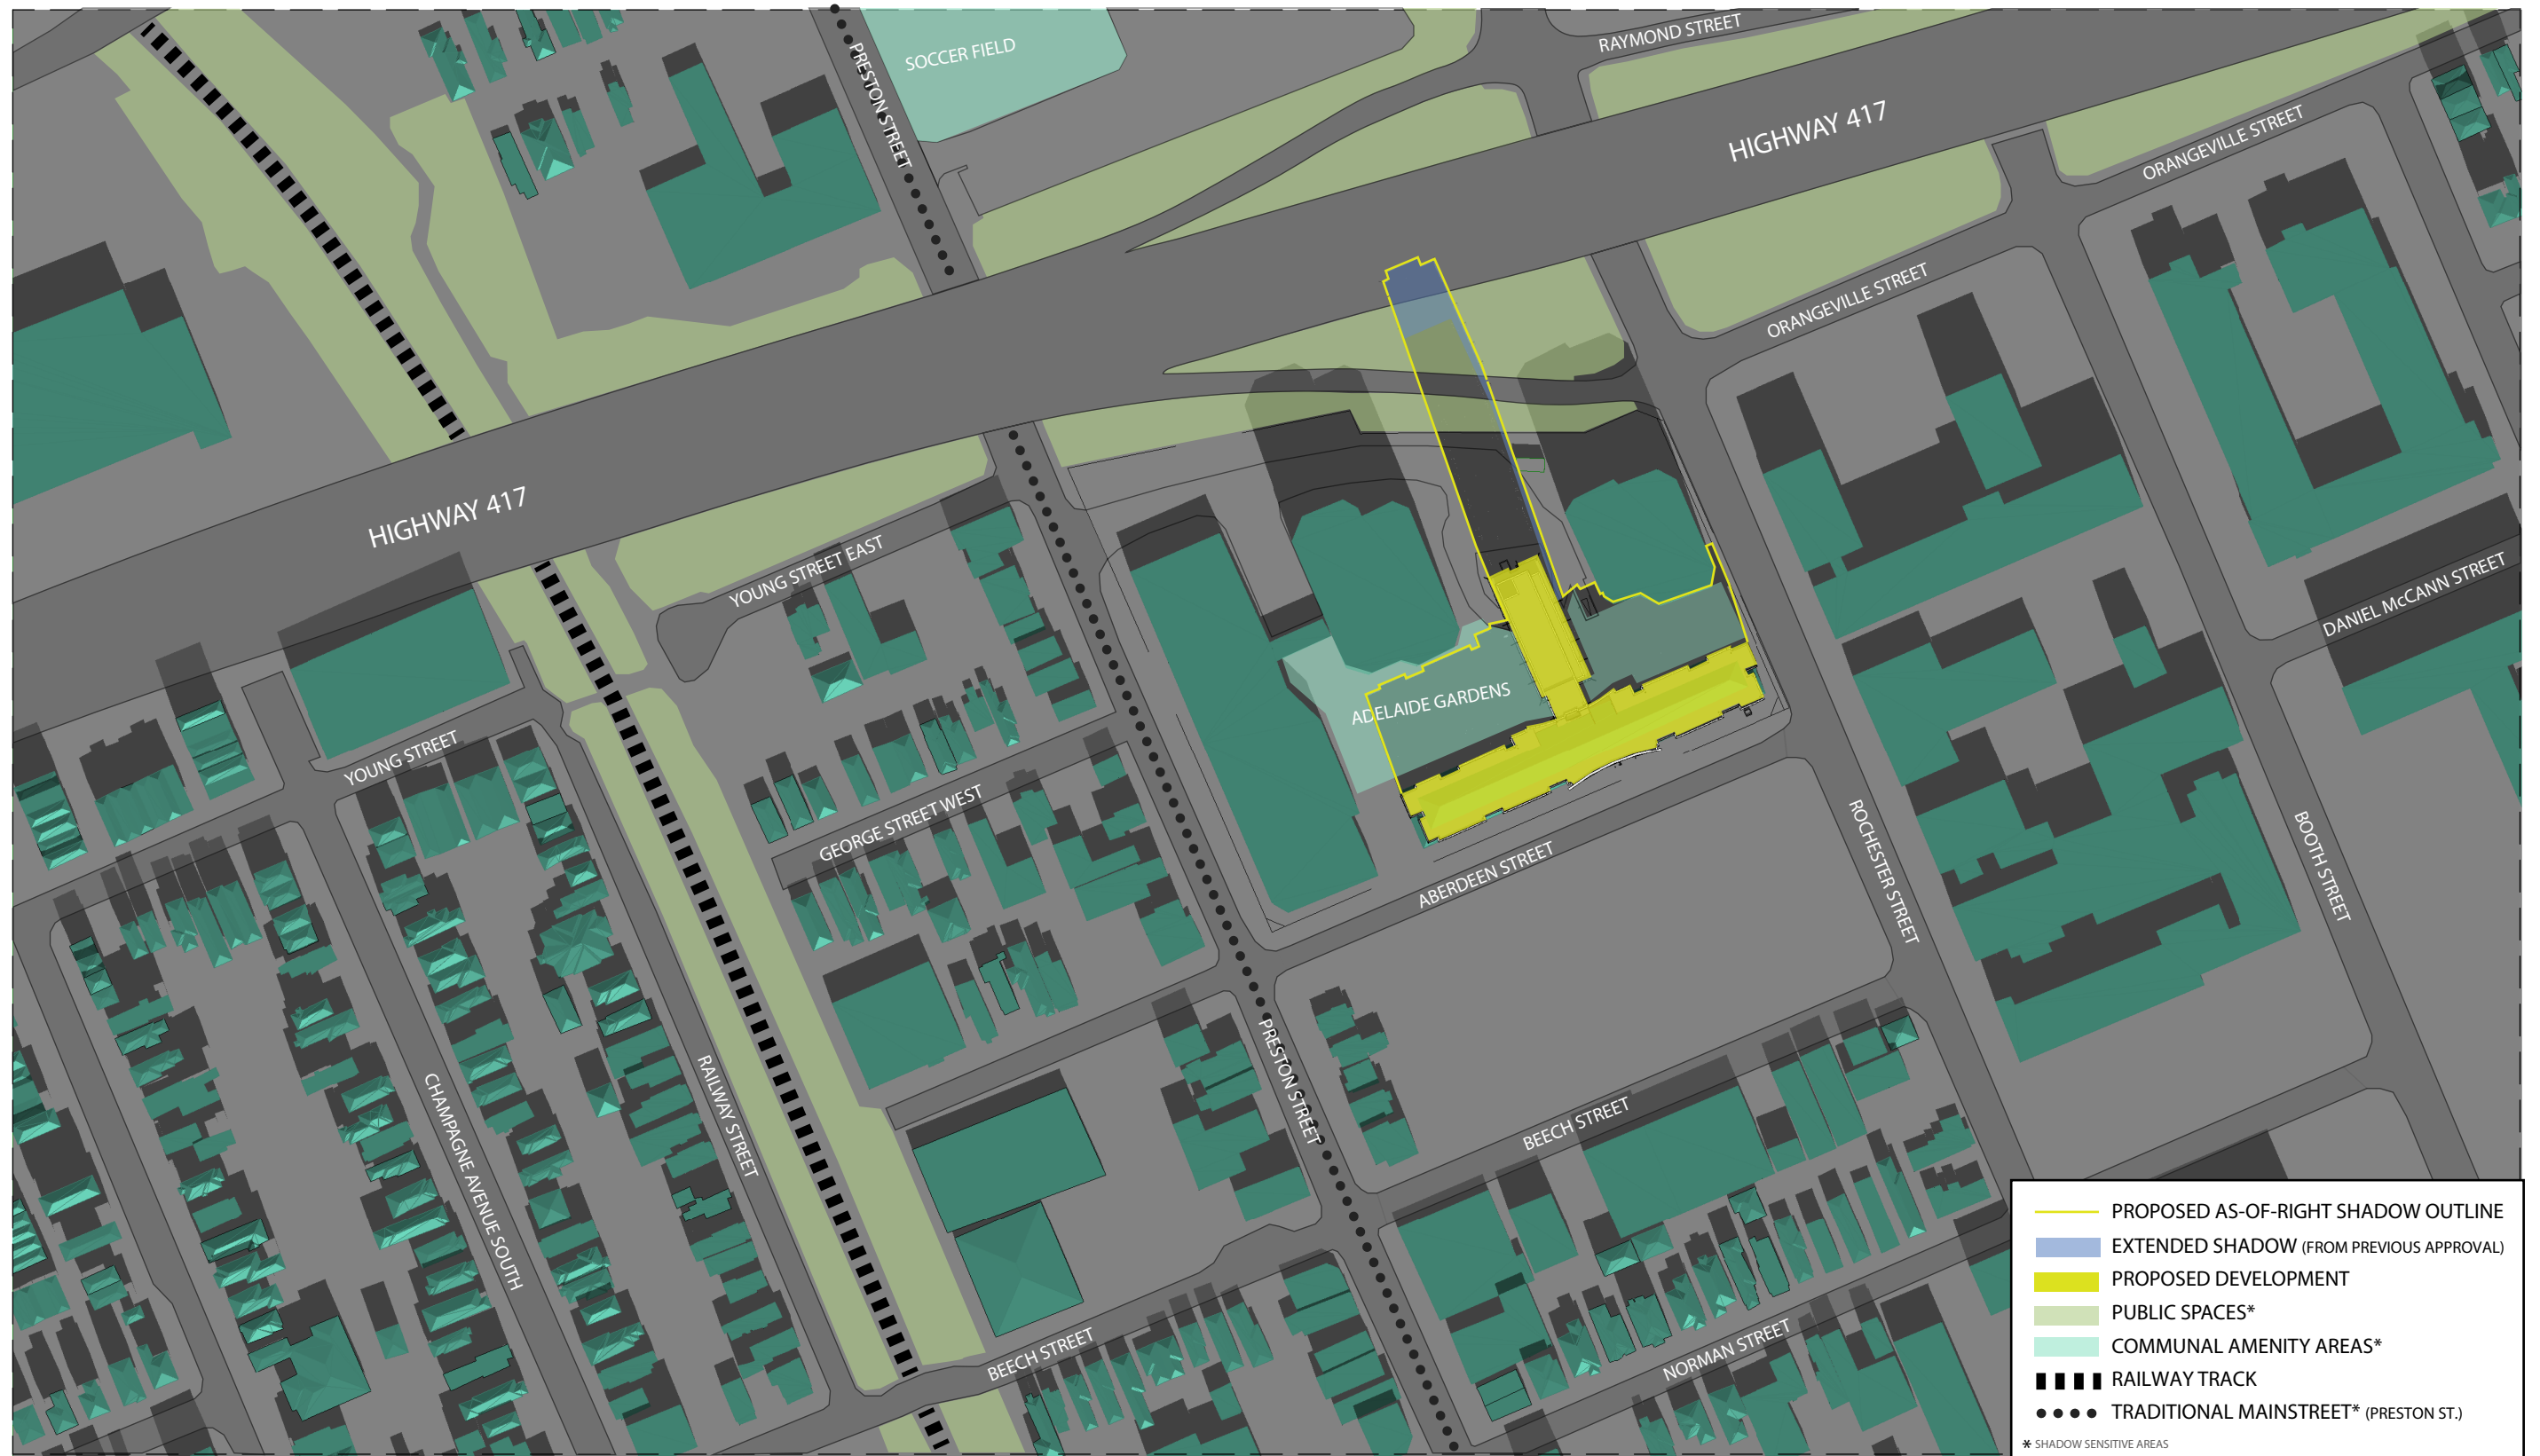 RAYMOND STREET
SOCCER FIELD
PRESTON STREET
HIGHWAY 417
ORANGEVILLE STREET
ORANGEVILLE STREET
HIGHWAY 417
YOUNG STREET EAST
DANIEL McCANN STREET
ADELAIDE GARDENS
YOUNG STREET
GEORGE STREET WEST
ABERDEEN STREET
ROCHESTER STREET
BOOTH STREET
PRESTON STREET
RAILWAY STREET
CHAMPAGNE AVENUE SOUTH
BEECH STREET
BEECH STREET
NORMAN STREET
PROPOSED AS-OF-RIGHT SHADOW OUTLINE
EXTENDED SHADOW (FROM PREVIOUS APPROVAL)
PROPOSED DEVELOPMENT
PUBLIC SPACES*
COMMUNAL AMENITY AREAS*
RAILWAY TRACK
TRADITIONAL MAINSTREET* (PRESTON ST.)
* SHADOW SENSITIVE AREAS